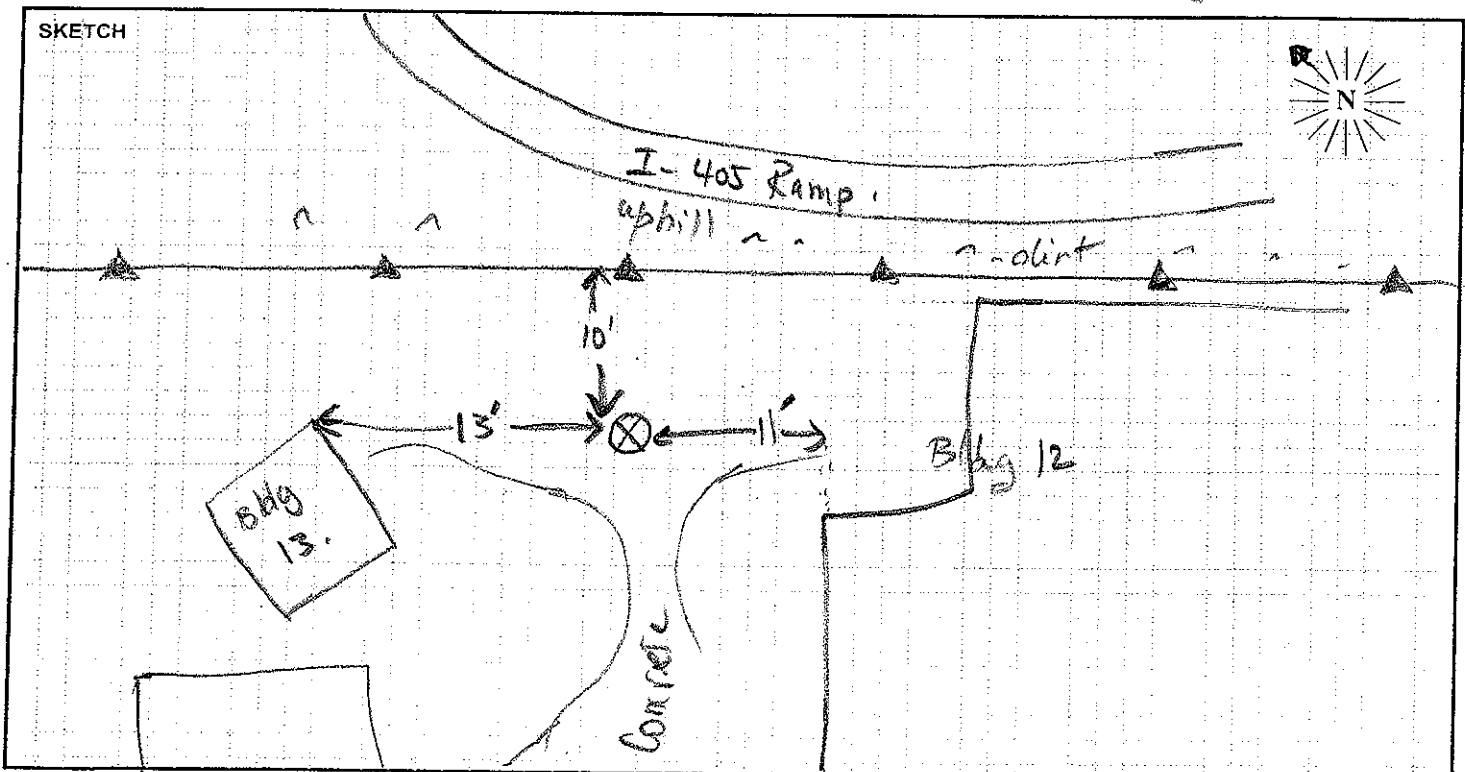 SKETCH
N
I-405 Ramp.
uphill
dirt
10'
13'
11'
Bldg 12
Bldg
13.
Concrete